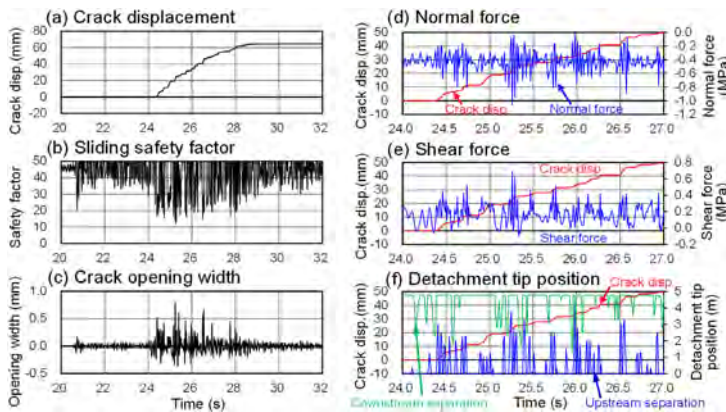 (a) Crack displacement
Crack disp. (mm)
80
60
40
20
0
-20
20 22 24 26 28 30 32
(b) Sliding safety factor
Safety factor
50
40
30
20
10
0
20 22 24 26 28 30 32
(c) Crack opening width
Opening width (mm)
1.0
0.5
0.0
-0.5
20 22 24 26 28 30 32
Time (s)
(d) Normal force
Crack disp. (mm)
50
40
30
20
10
0
-10
0.0
-0.2
-0.4
-0.6
-0.8
-1.0
Normal force
(MPa)
Crack disp.
Normal force
24.0 24.5 25.0 25.5 26.0 26.5 27.0
(e) Shear force
Crack disp. (mm)
50
40
30
20
10
0
-10
0.8
0.6
0.4
0.2
0.0
-0.2
Shear force
(MPa)
Crack disp.
Shear force
24.0 24.5 25.0 25.5 26.0 26.5 27.0
(f) Detachment tip position
Crack disp. (mm)
50
40
30
20
10
0
-10
5
4
3
2
1
0
Detachment tip
position (m)
Crack disp.
24.0 24.5 25.0 25.5 26.0 26.5 27.0
Time (s)
Downstream separation
Upstream separation